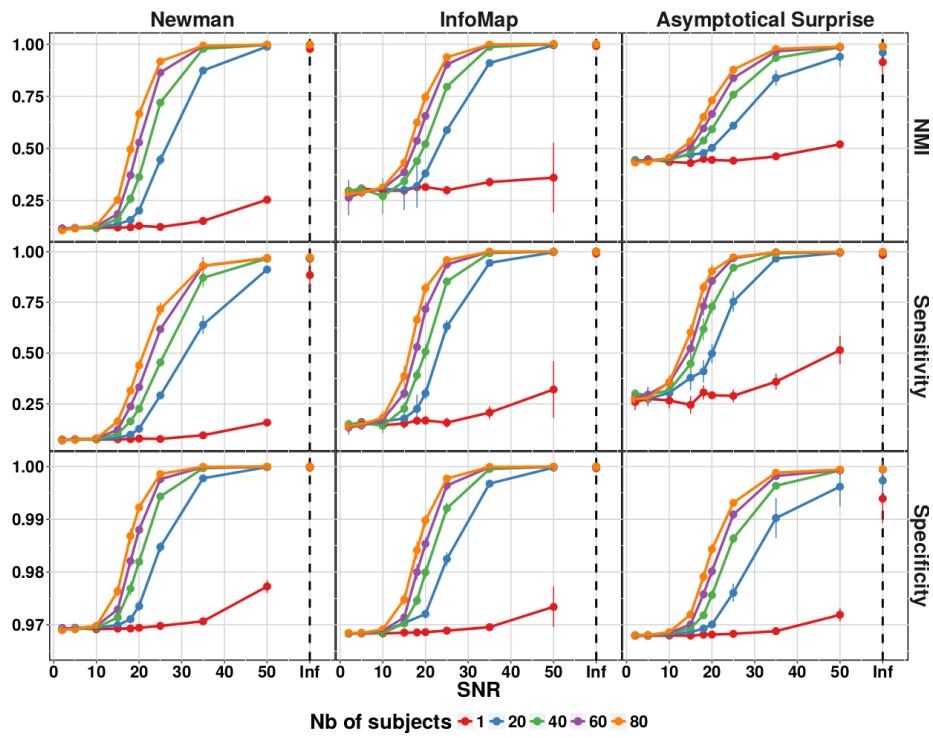 Newman InfoMap Asymptotical Surprise
1.00
0.75
0.50
0.25
NMI
1.00
0.75
0.50
0.25
Sensitivity
1.00
0.99
0.98
0.97
Specificity
0 10 20 30 40 50 Inf 0 10 20 30 40 50 Inf 0 10 20 30 40 50 Inf
SNR
Nb of subjects 1 20 40 60 80